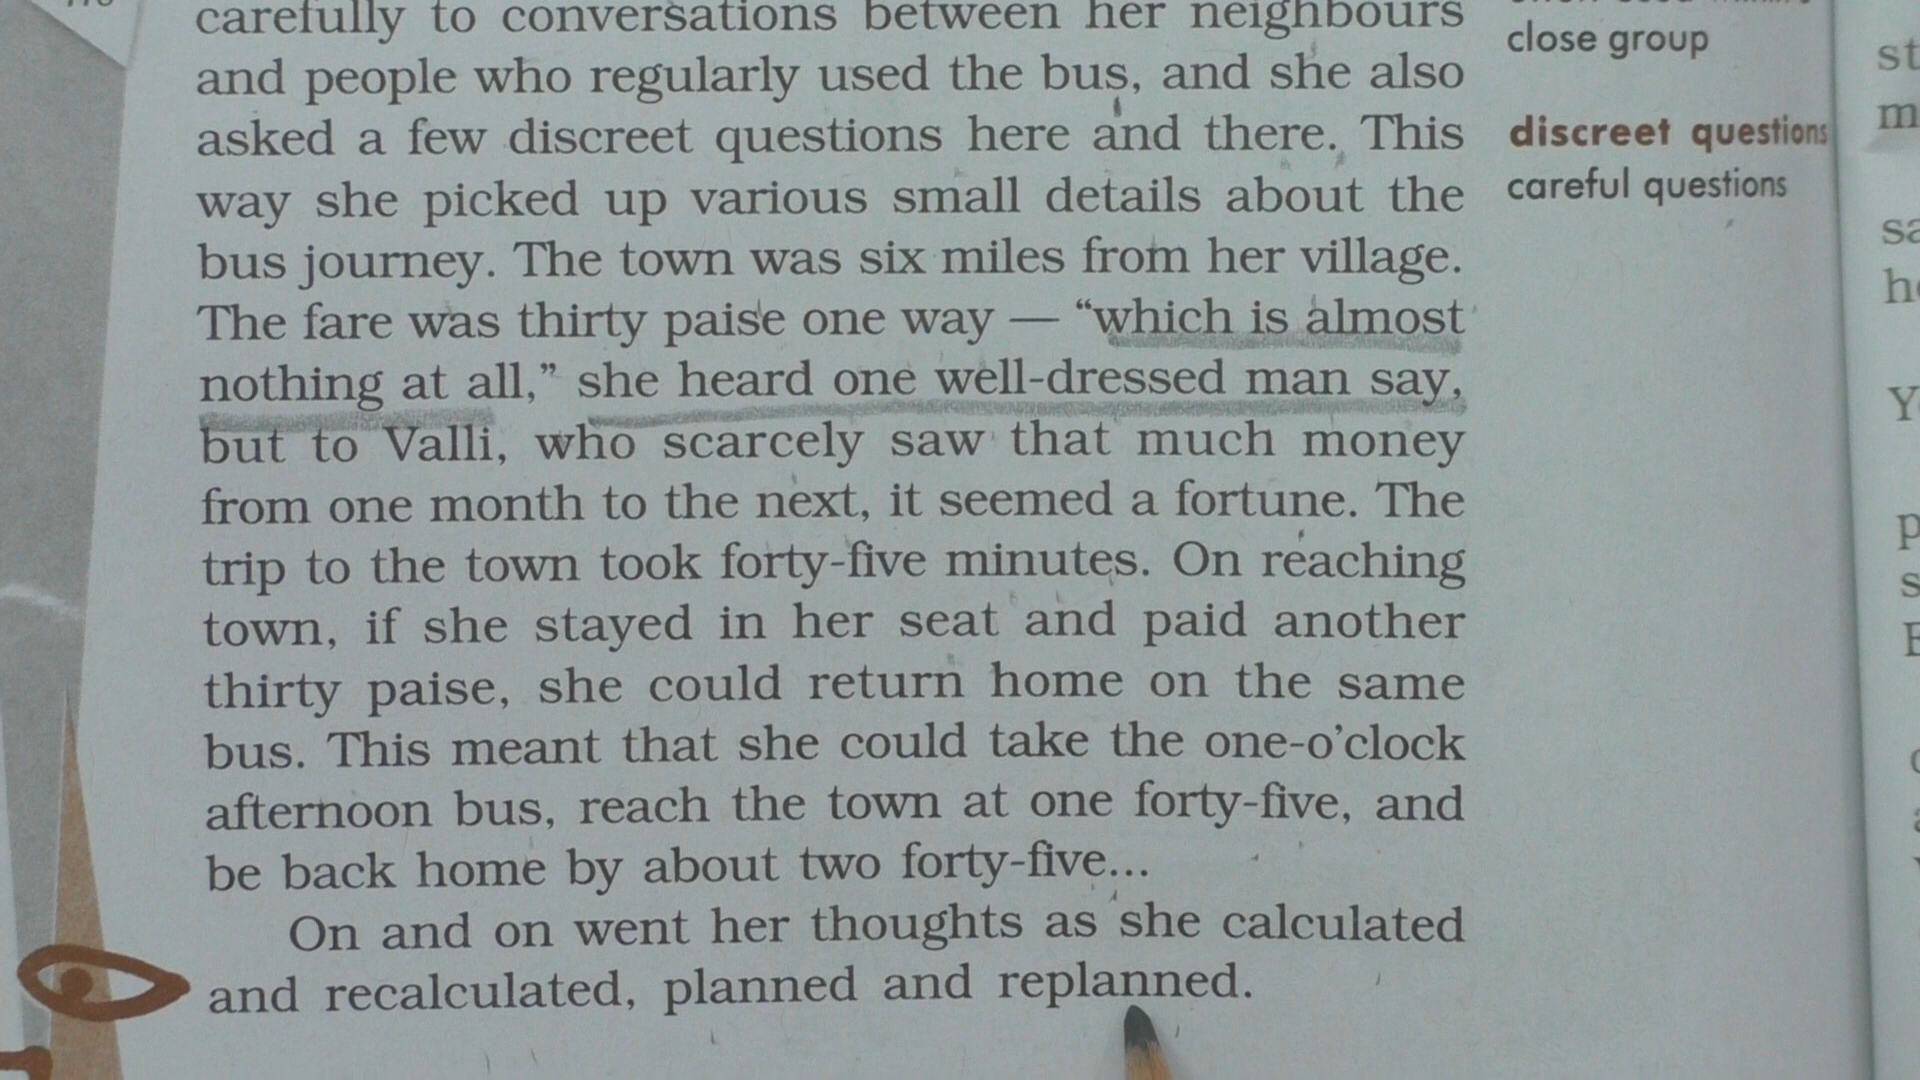 carefully to conversations between her neighbours
and people who regularly used the bus, and she also
asked a few discreet questions here and there. This
way she picked up various small details about the
bus journey. The town was six miles from her village.
The fare was thirty paise one way — “which is almost
nothing at all,” she heard one well-dressed man say,
but to Valli, who scarcely saw that much money
from one month to the next, it seemed a fortune. The
trip to the town took forty-five minutes. On reaching
town, if she stayed in her seat and paid another
thirty paise, she could return home on the same
bus. This meant that she could take the one-o’clock
afternoon bus, reach the town at one forty-five, and
be back home by about two forty-five...
On and on went her thoughts as she calculated
and recalculated, planned and replanned.
close group
discreet questions
careful questions